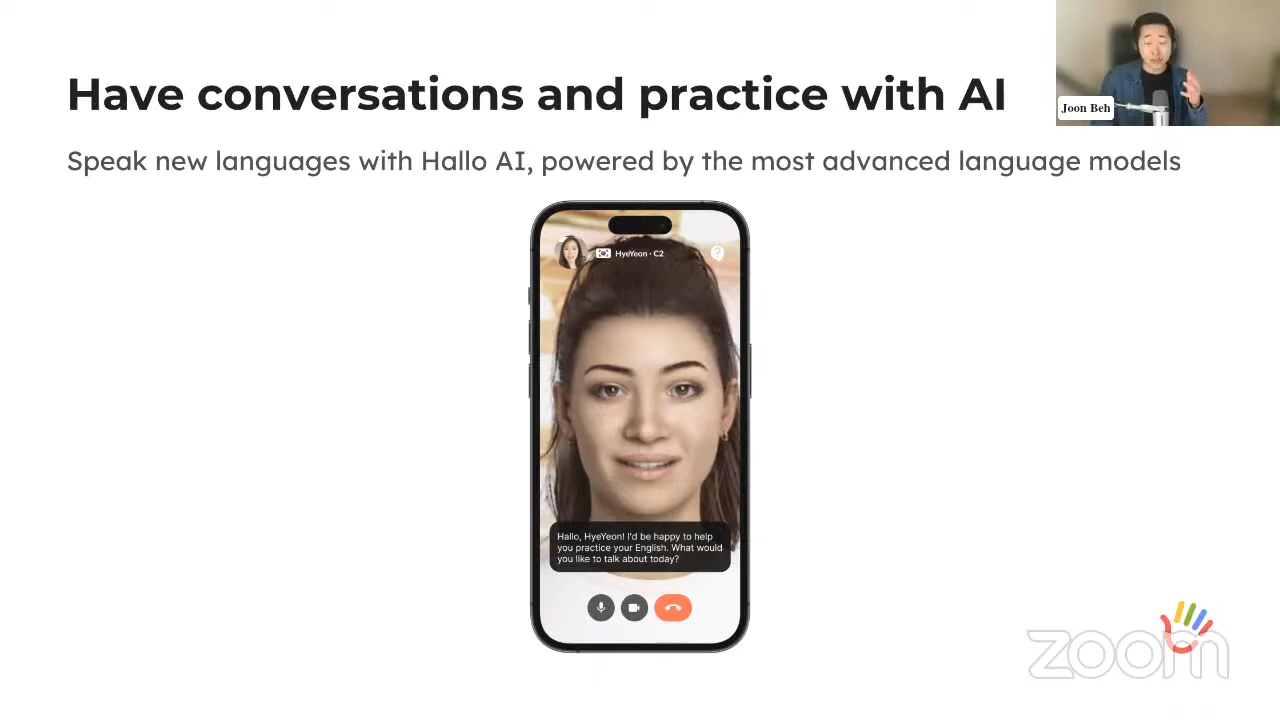 Have conversations and practice with AI
Joon Beh
Speak new languages with Hallo AI, powered by the most advanced language models
HyeYeon · C2
Hallo, HyeYeon! I'd be happy to help
you practice your English. What would
you like to talk about today?
zoom